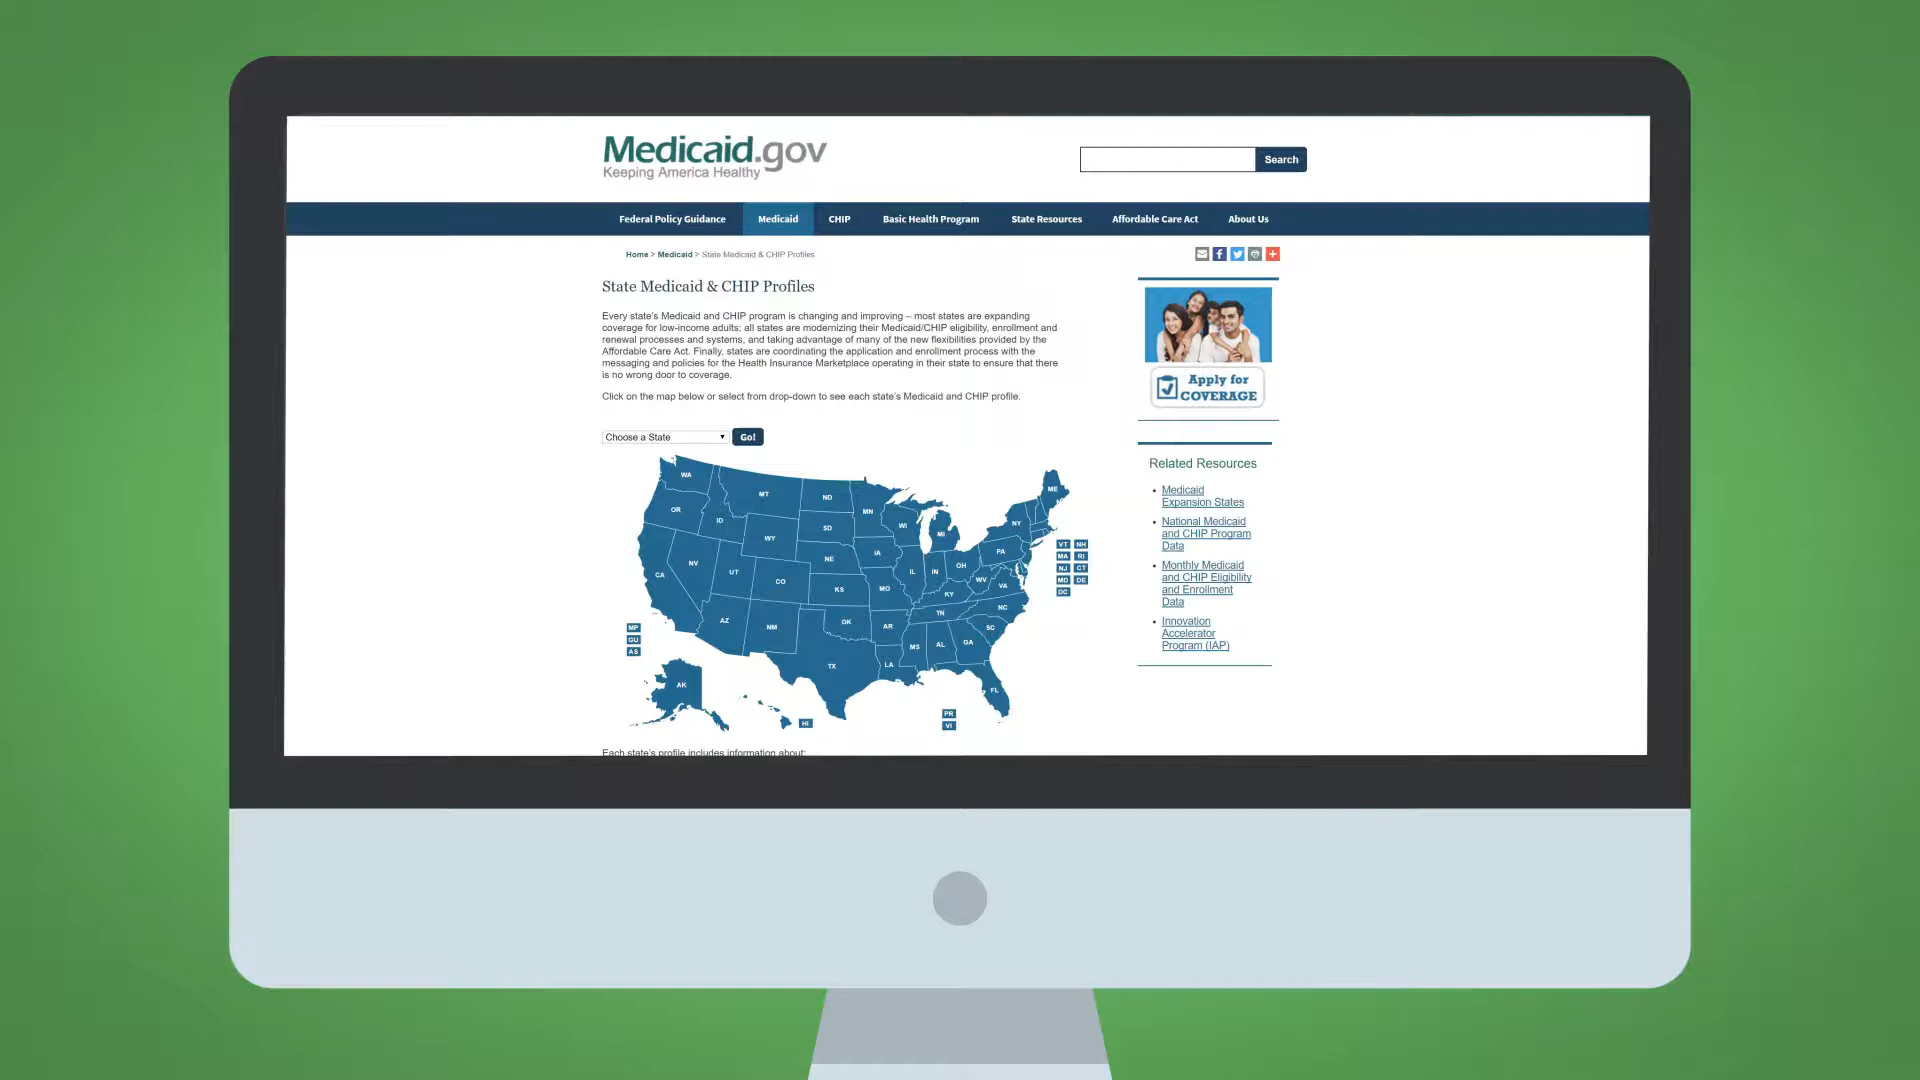 Medicaid.gov
Keeping America Healthy
Search
Federal Policy Guidance
Medicaid
CHIP
Basic Health Program
State Resources
Affordable Care Act
About Us
Home > Medicaid > State Medicaid & CHIP Profiles
State Medicaid & CHIP Profiles
Every state's Medicaid and CHIP program is changing and improving – most states are expanding
coverage for low-income adults; all states are modernizing their Medicaid/CHIP eligibility, enrollment and
renewal processes and systems, and taking advantage of many of the new flexibilities provided by the
Affordable Care Act. Finally, states are coordinating the application and enrollment process with the
messaging and policies for the Health Insurance Marketplace operating in their state to ensure that there
is no wrong door to coverage.
Click on the map below or select from drop-down to see each state's Medicaid and CHIP profile.
Choose a State
Go!
WA
MT
ND
MN
ME
OR
ID
SD
WI
MI
NY
WY
NE
IA
PA
NV
UT
CO
KS
MO
IL
IN
OH
WV
VA
KY
CA
AZ
NM
OK
AR
TN
NC
SC
TX
LA
MS
AL
GA
FL
AK
HI
VT NH
MA RI
NJ CT
MD DE
DC
MP
GU
AS
PR
VI
Each state's profile includes information about:
Apply for
COVERAGE
Related Resources
Medicaid
Expansion States
National Medicaid
and CHIP Program
Data
Monthly Medicaid
and CHIP Eligibility
and Enrollment
Data
Innovation
Accelerator
Program (IAP)